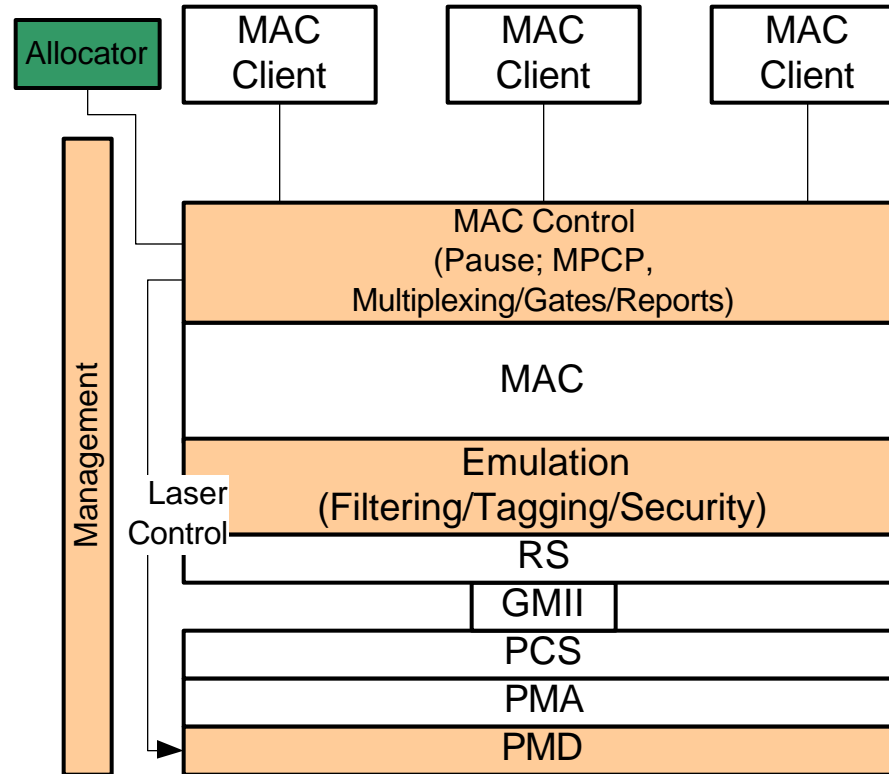 Allocator
MAC
Client
MAC
Client
MAC
Client
Management
MAC Control
(Pause; MPCP,
Multiplexing/Gates/Reports)
MAC
Emulation
(Filtering/Tagging/Security)
Laser
Control
RS
GMII
PCS
PMA
PMD